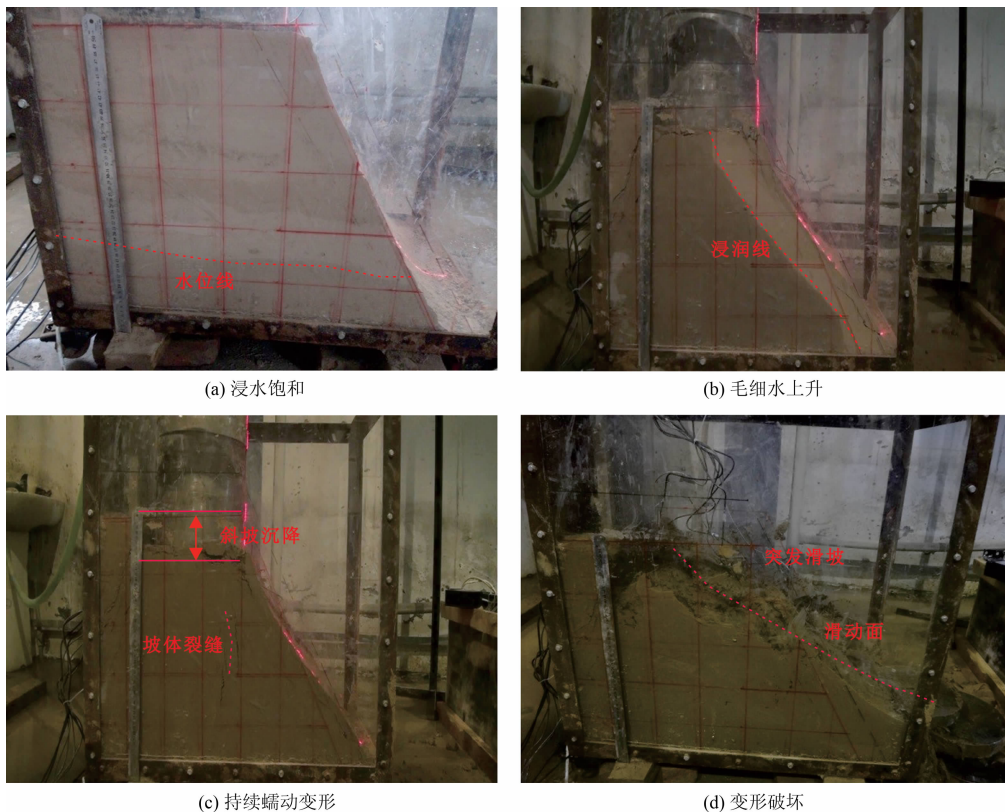 水位线
浸润线
(a) 浸水饱和
(b) 毛细水上升
斜坡沉降
坡体裂缝
突发滑坡
滑动面
(c) 持续蠕动变形
(d) 变形破坏